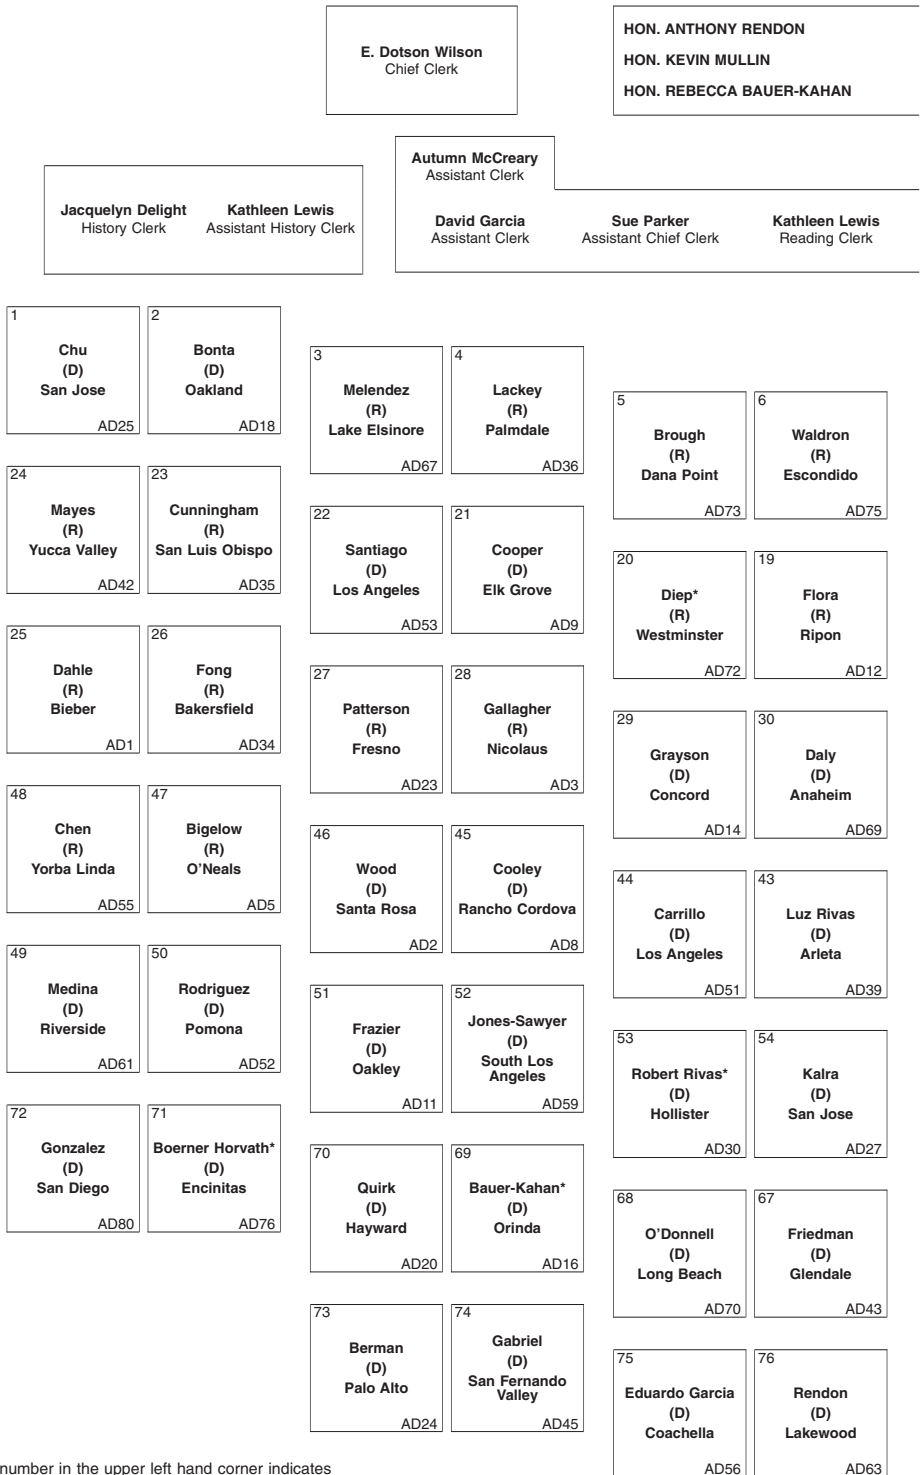 E. Dotson Wilson
Chief Clerk
HON. ANTHONY RENDON
HON. KEVIN MULLIN
HON. REBECCA BAUER-KAHAN
Autumn McCreary
Assistant Clerk
Jacquelyn Delight
History Clerk
Kathleen Lewis
Assistant History Clerk
David Garcia
Assistant Clerk
Sue Parker
Assistant Chief Clerk
Kathleen Lewis
Reading Clerk
1
Chu
(D)
San Jose
AD25
2
Bonta
(D)
Oakland
AD18
3
Melendez
(R)
Lake Elsinore
AD67
4
Lackey
(R)
Palmdale
AD36
5
Brough
(R)
Dana Point
AD73
6
Waldron
(R)
Escondido
AD75
24
Mayes
(R)
Yucca Valley
AD42
23
Cunningham
(R)
San Luis Obispo
AD35
22
Santiago
(D)
Los Angeles
AD53
21
Cooper
(D)
Elk Grove
AD9
20
Diep*
(R)
Westminster
AD72
19
Flora
(R)
Ripon
AD12
25
Dahle
(R)
Bieber
AD1
26
Fong
(R)
Bakersfield
AD34
27
Patterson
(R)
Fresno
AD23
28
Gallagher
(R)
Nicolaus
AD3
29
Grayson
(D)
Concord
AD14
30
Daly
(D)
Anaheim
AD69
48
Chen
(R)
Yorba Linda
AD55
47
Bigelow
(R)
O'Neals
AD5
46
Wood
(D)
Santa Rosa
AD2
45
Cooley
(D)
Rancho Cordova
AD8
44
Carrillo
(D)
Los Angeles
AD51
43
Luz Rivas
(D)
Arleta
AD39
49
Medina
(D)
Riverside
AD61
50
Rodriguez
(D)
Pomona
AD52
51
Frazier
(D)
Oakley
AD11
52
Jones-Sawyer
(D)
South Los
Angeles
AD59
53
Robert Rivas*
(D)
Hollister
AD30
54
Kalra
(D)
San Jose
AD27
72
Gonzalez
(D)
San Diego
AD80
71
Boerner Horvath*
(D)
Encinitas
AD76
70
Quirk
(D)
Hayward
AD20
69
Bauer-Kahan*
(D)
Orinda
AD16
68
O'Donnell
(D)
Long Beach
AD70
67
Friedman
(D)
Glendale
AD43
73
Berman
(D)
Palo Alto
AD24
74
Gabriel
(D)
San Fernando
Valley
AD45
75
Eduardo Garcia
(D)
Coachella
AD56
76
Rendon
(D)
Lakewood
AD63
number in the upper left hand corner indicates